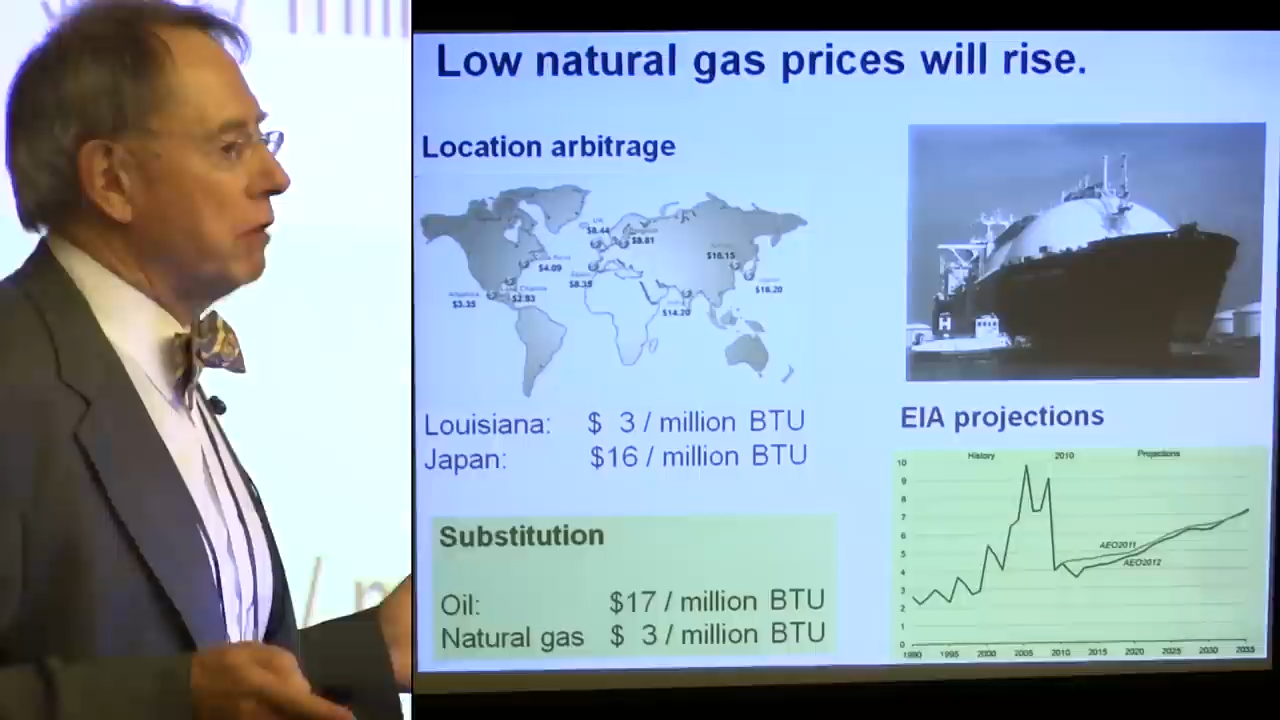 Low natural gas prices will rise.
Location arbitrage
UK
$8.44
$8.81
$4.09
$8.35
$16.15
$16.20
$3.35
$2.93
$14.20
Louisiana: $ 3 / million BTU
Japan: $16 / million BTU
Substitution
Oil: $17 / million BTU
Natural gas $ 3 / million BTU
EIA projections
History 2010 Projections
10
9
8
7
6
5
4
3
2
1
0
AEO2011
AEO2012
1990 1995 2000 2005 2010 2015 2020 2025 2030 2035